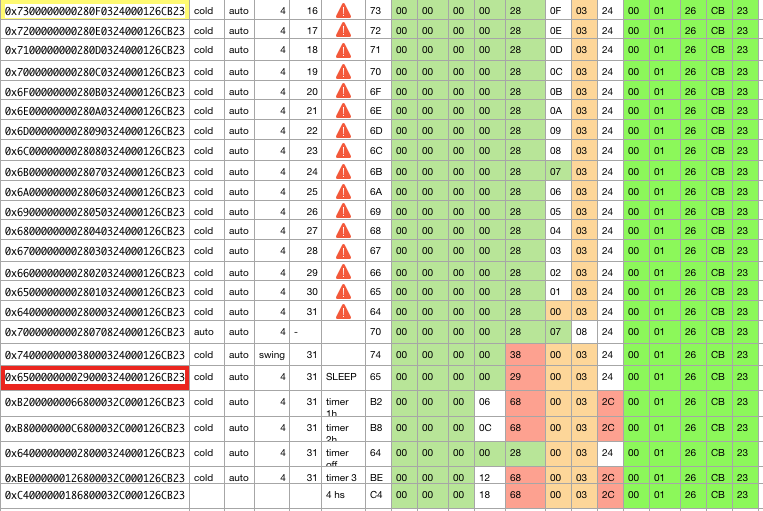 0x7300000000280F0324000126CB23 cold auto 4 16 73 00 00 00 00 28 0F 03 24 00 01 26 CB 23
0x7200000000280E0324000126CB23 cold auto 4 17 72 00 00 00 00 28 0E 03 24 00 01 26 CB 23
0x7100000000280D0324000126CB23 cold auto 4 18 71 00 00 00 00 28 0D 03 24 00 01 26 CB 23
0x7000000000280C0324000126CB23 cold auto 4 19 70 00 00 00 00 28 0C 03 24 00 01 26 CB 23
0x6F00000000280B0324000126CB23 cold auto 4 20 6F 00 00 00 00 28 0B 03 24 00 01 26 CB 23
0x6E00000000280A0324000126CB23 cold auto 4 21 6E 00 00 00 00 28 0A 03 24 00 01 26 CB 23
0x6D0000000028090324000126CB23 cold auto 4 22 6D 00 00 00 00 28 09 03 24 00 01 26 CB 23
0x6C0000000028080324000126CB23 cold auto 4 23 6C 00 00 00 00 28 08 03 24 00 01 26 CB 23
0x6B0000000028070324000126CB23 cold auto 4 24 6B 00 00 00 00 28 07 03 24 00 01 26 CB 23
0x6A0000000028060324000126CB23 cold auto 4 25 6A 00 00 00 00 28 06 03 24 00 01 26 CB 23
0x690000000028050324000126CB23 cold auto 4 26 69 00 00 00 00 28 05 03 24 00 01 26 CB 23
0x680000000028040324000126CB23 cold auto 4 27 68 00 00 00 00 28 04 03 24 00 01 26 CB 23
0x670000000028030324000126CB23 cold auto 4 28 67 00 00 00 00 28 03 03 24 00 01 26 CB 23
0x660000000028020324000126CB23 cold auto 4 29 66 00 00 00 00 28 02 03 24 00 01 26 CB 23
0x650000000028010324000126CB23 cold auto 4 30 65 00 00 00 00 28 01 03 24 00 01 26 CB 23
0x640000000028000324000126CB23 cold auto 4 31 64 00 00 00 00 28 00 03 24 00 01 26 CB 23
0x700000000028070824000126CB23 auto auto 4 - 70 00 00 00 00 28 07 08 24 00 01 26 CB 23
0x740000000038000324000126CB23 cold auto swing 31 74 00 00 00 00 38 00 03 24 00 01 26 CB 23
0x650000000029000324000126CB23 cold auto 4 31 SLEEP 65 00 00 00 00 29 00 03 24 00 01 26 CB 23
0xB2000000066800032C000126CB23 cold auto 4 31 timer 1h B2 00 00 00 06 68 00 03 2C 00 01 26 CB 23
0xB80000000C6800032C000126CB23 cold auto 4 31 timer 2h B8 00 00 00 0C 68 00 03 2C 00 01 26 CB 23
0x640000000028000324000126CB23 cold auto 4 31 timer off 64 00 00 00 00 28 00 03 24 00 01 26 CB 23
0xBE000000126800032C000126CB23 cold auto 4 31 timer 3 BE 00 00 00 12 68 00 03 2C 00 01 26 CB 23
0xC4000000186800032C000126CB23 4 hs C4 00 00 00 18 68 00 03 2C 00 01 26 CB 23